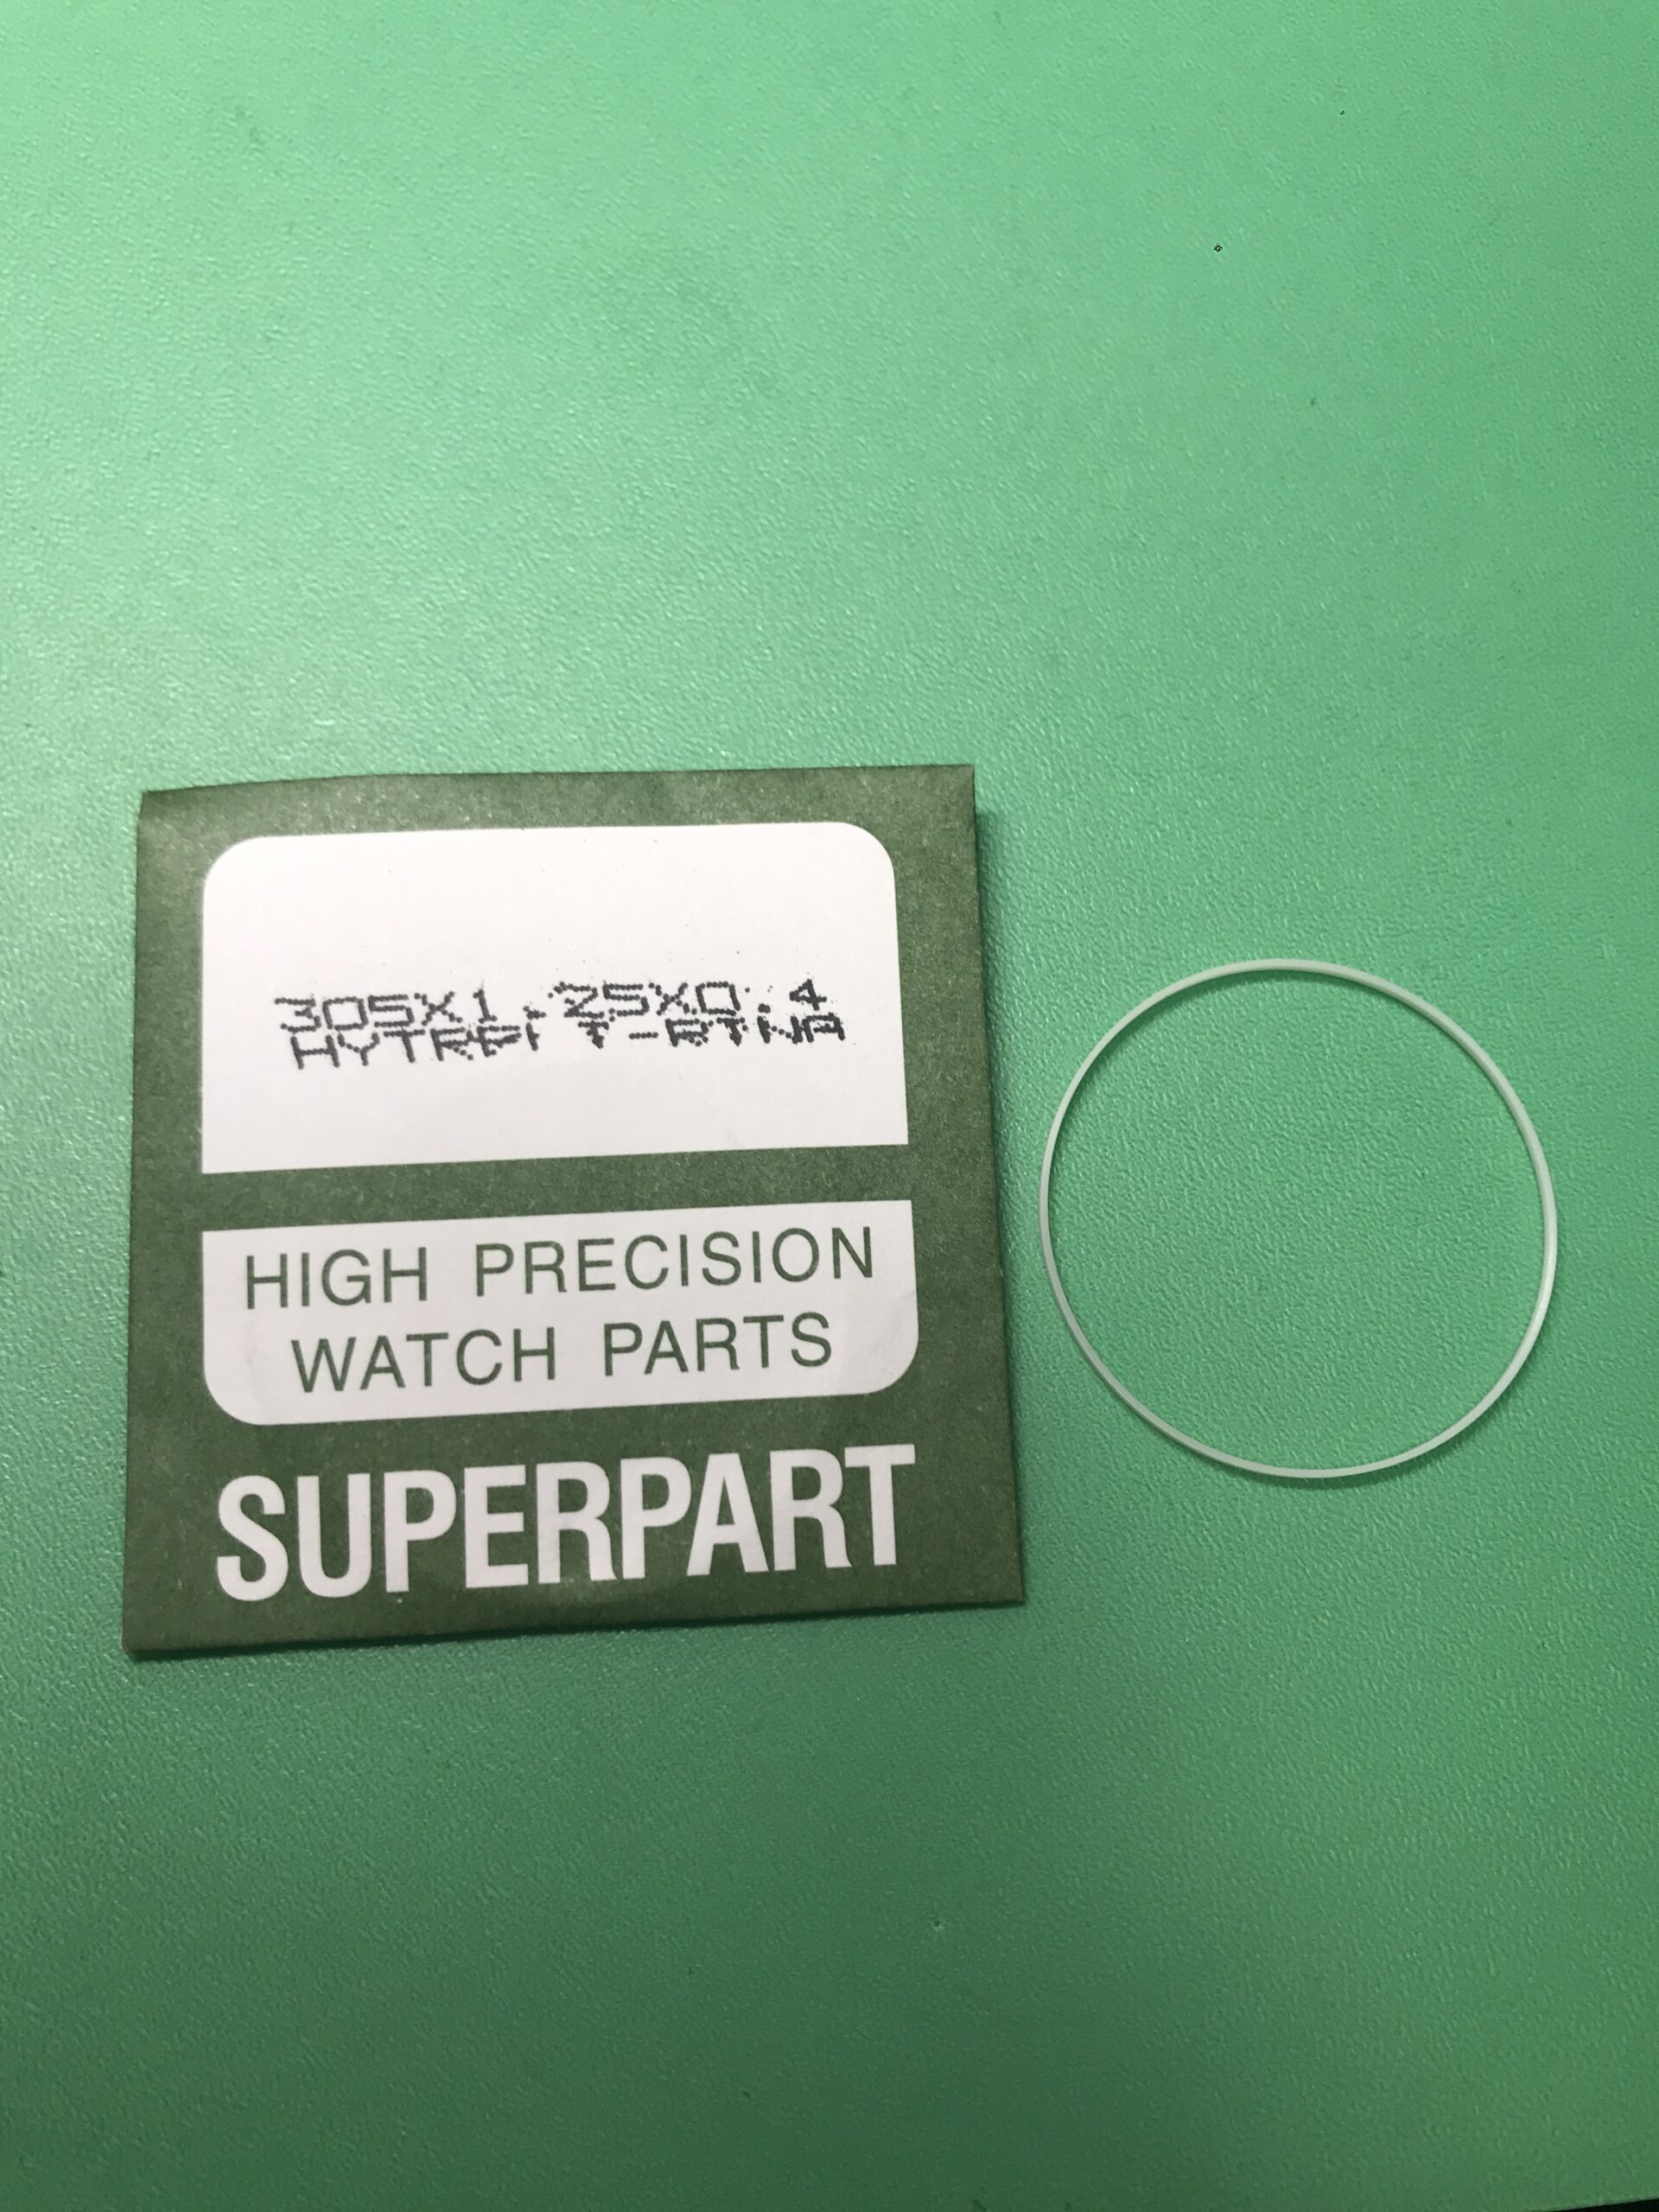 305X1.25X0.4
HYTREL T-RING
HIGH PRECISION
WATCH PARTS
SUPERPART